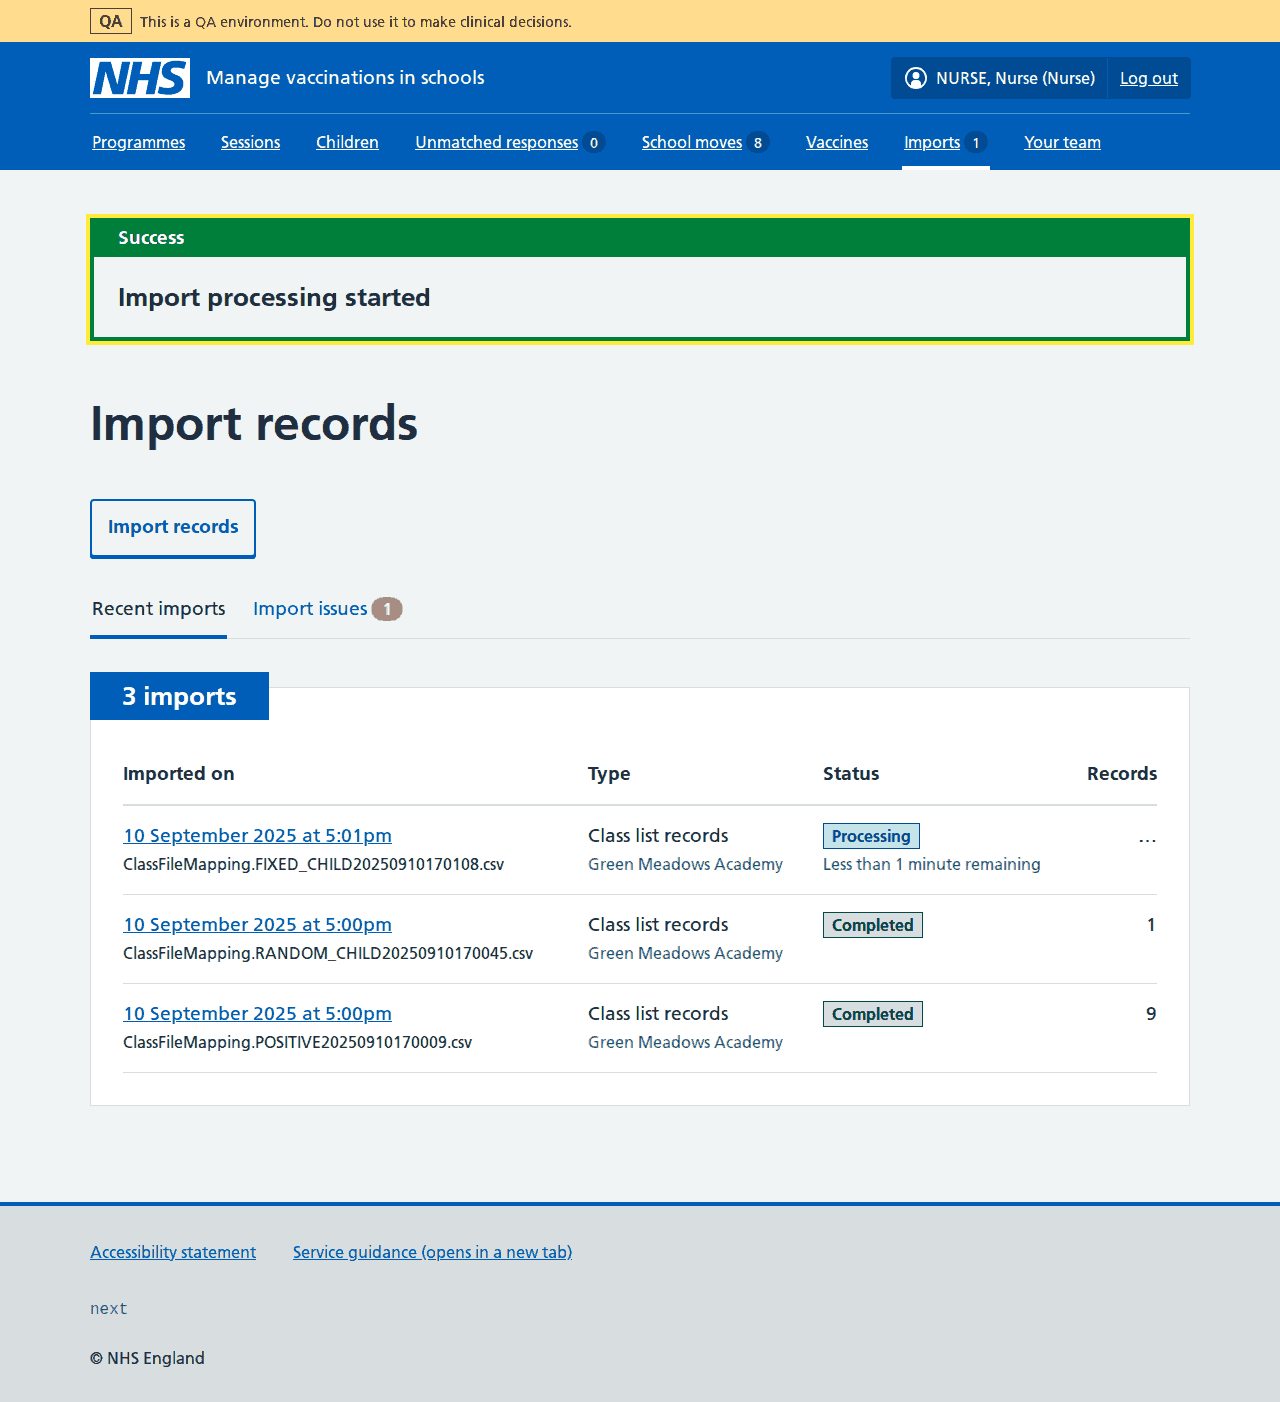 QA This is a QA environment. Do not use it to make clinical decisions.
NHS Manage vaccinations in schools NURSE, Nurse (Nurse) Log out
Programmes Sessions Children Unmatched responses 0 School moves 8 Vaccines Imports 1 Your team
Success
Import processing started
Import records
Import records
Recent imports Import issues 1
3 imports
Imported on Type Status Records
10 September 2025 at 5:01pm Class list records Processing ...
ClassFileMapping.FIXED_CHILD20250910170108.csv Green Meadows Academy Less than 1 minute remaining
10 September 2025 at 5:00pm Class list records Completed 1
ClassFileMapping.RANDOM_CHILD20250910170045.csv Green Meadows Academy
10 September 2025 at 5:00pm Class list records Completed 9
ClassFileMapping.POSITIVE20250910170009.csv Green Meadows Academy
Accessibility statement Service guidance (opens in a new tab)
next
© NHS England